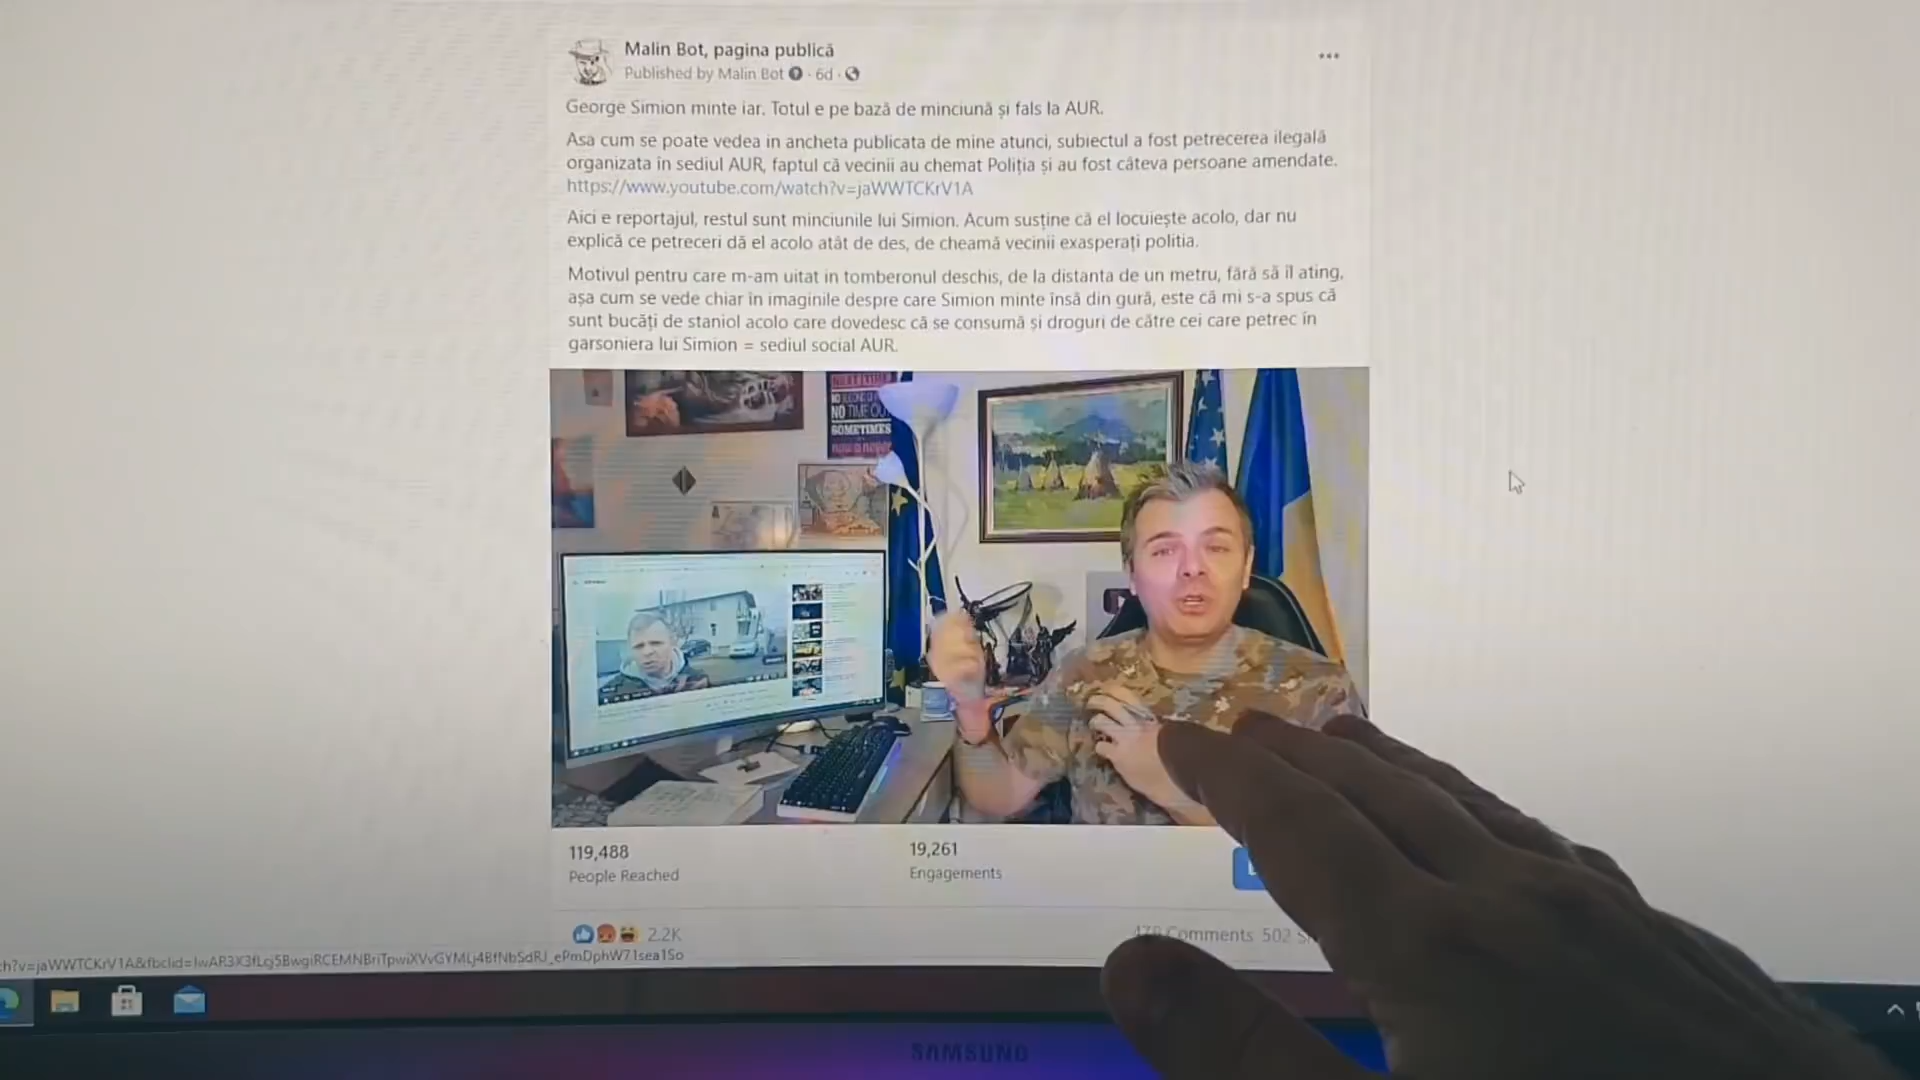 Malin Bot, pagina publică
Published by Malin Bot · 6d ·
George Simion minte iar. Totul e pe bază de minciună și fals la AUR.
Asa cum se poate vedea in ancheta publicata de mine atunci, subiectul a fost petrecerea ilegală
organizata în sediul AUR, faptul că vecinii au chemat Poliția și au fost câteva persoane amendate.
https://www.youtube.com/watch?v=jaWWTCKrV1A
Aici e reportajul, restul sunt minciunile lui Simion. Acum susține că el locuiește acolo, dar nu
explică ce petreceri dă el acolo atât de des, de cheamă vecinii exasperați politia.
Motivul pentru care m-am uitat in tomberonul deschis, de la distanta de un metru, fără să îl ating,
așa cum se vede chiar în imaginile despre care Simion minte însă din gură, este că mi s-a spus că
sunt bucăți de staniol acolo care dovedesc că se consumă și droguri de către cei care petrec în
garsoniera lui Simion = sediul social AUR.
NO TIME OU
SOMETIMES
119,488
People Reached
19,261
Engagements
2.2K
Comments 502
SAMSUNG